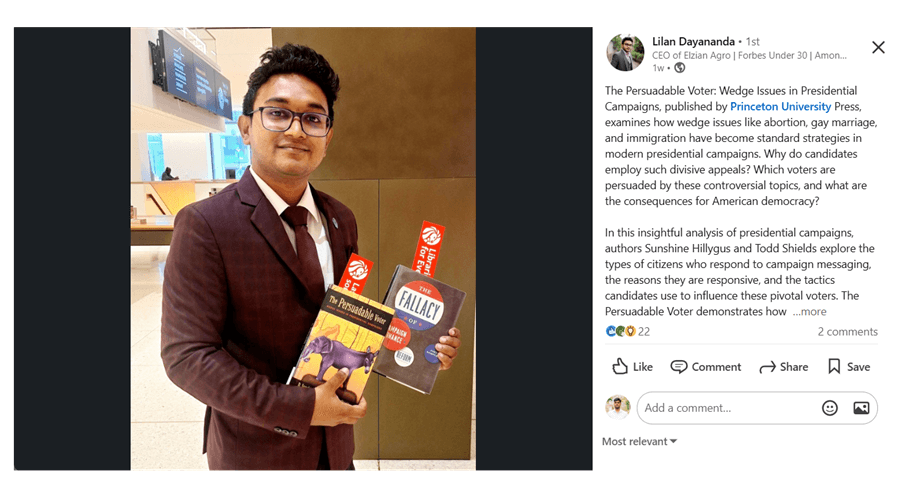 Lilan Dayananda • 1st
CEO of Elzian Agro | Forbes Under 30 | Amon...
1w •
The Persuadable Voter: Wedge Issues in Presidential
Campaigns, published by Princeton University Press,
examines how wedge issues like abortion, gay marriage,
and immigration have become standard strategies in
modern presidential campaigns. Why do candidates
employ such divisive appeals? Which voters are
persuaded by these controversial topics, and what are
the consequences for American democracy?
In this insightful analysis of presidential campaigns,
authors Sunshine Hillygus and Todd Shields explore the
types of citizens who respond to campaign messaging,
the reasons they are responsive, and the tactics
candidates use to influence these pivotal voters. The
Persuadable Voter demonstrates how ...more
22
2 comments
Like
Comment
Share
Save
Add a comment...
Most relevant
The Persuadable Voter
THE
FALLACY
OF
CAMPAIGN
FINANCE
REFORM
Librari
for Ev